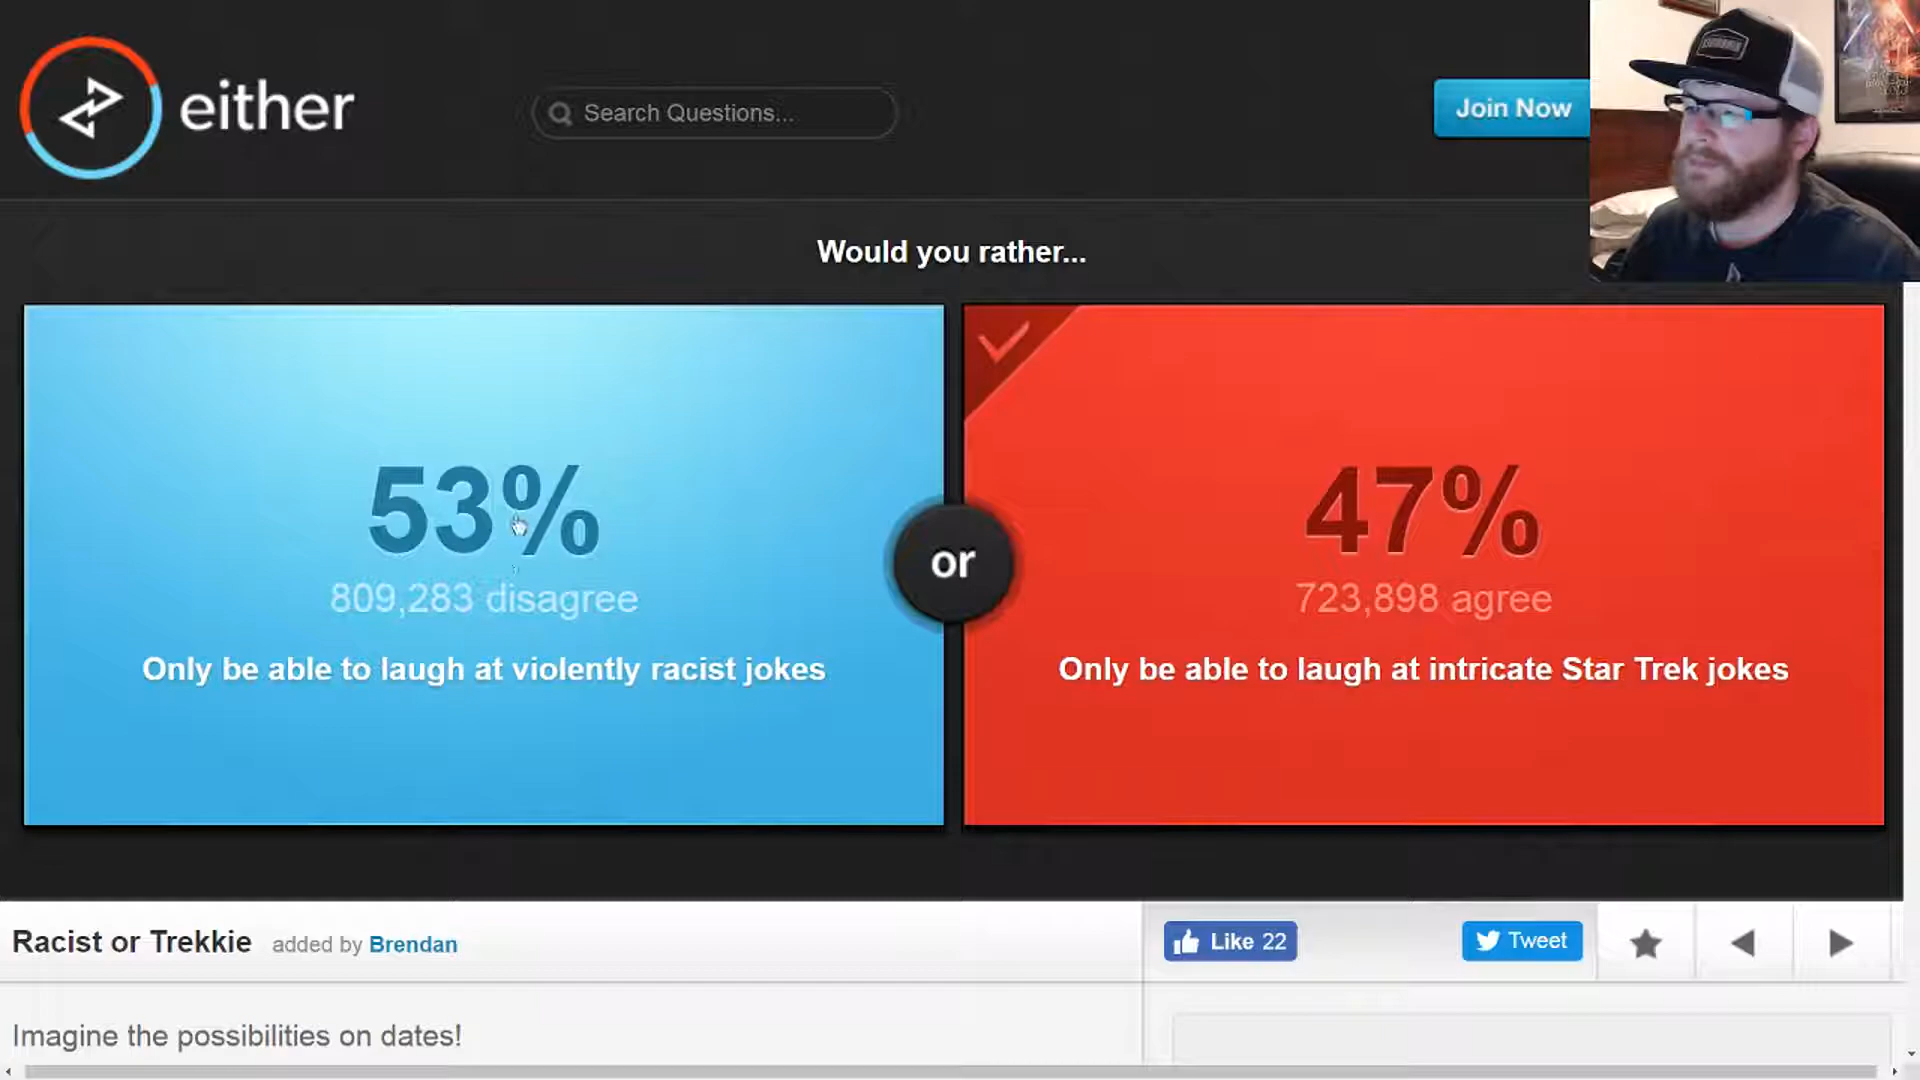 either
Search Questions...
Join Now
Would you rather...
53%
809,283 disagree
Only be able to laugh at violently racist jokes
or
47%
723,898 agree
Only be able to laugh at intricate Star Trek jokes
Racist or Trekkie added by Brendan
Like 22
Tweet
Imagine the possibilities on dates!